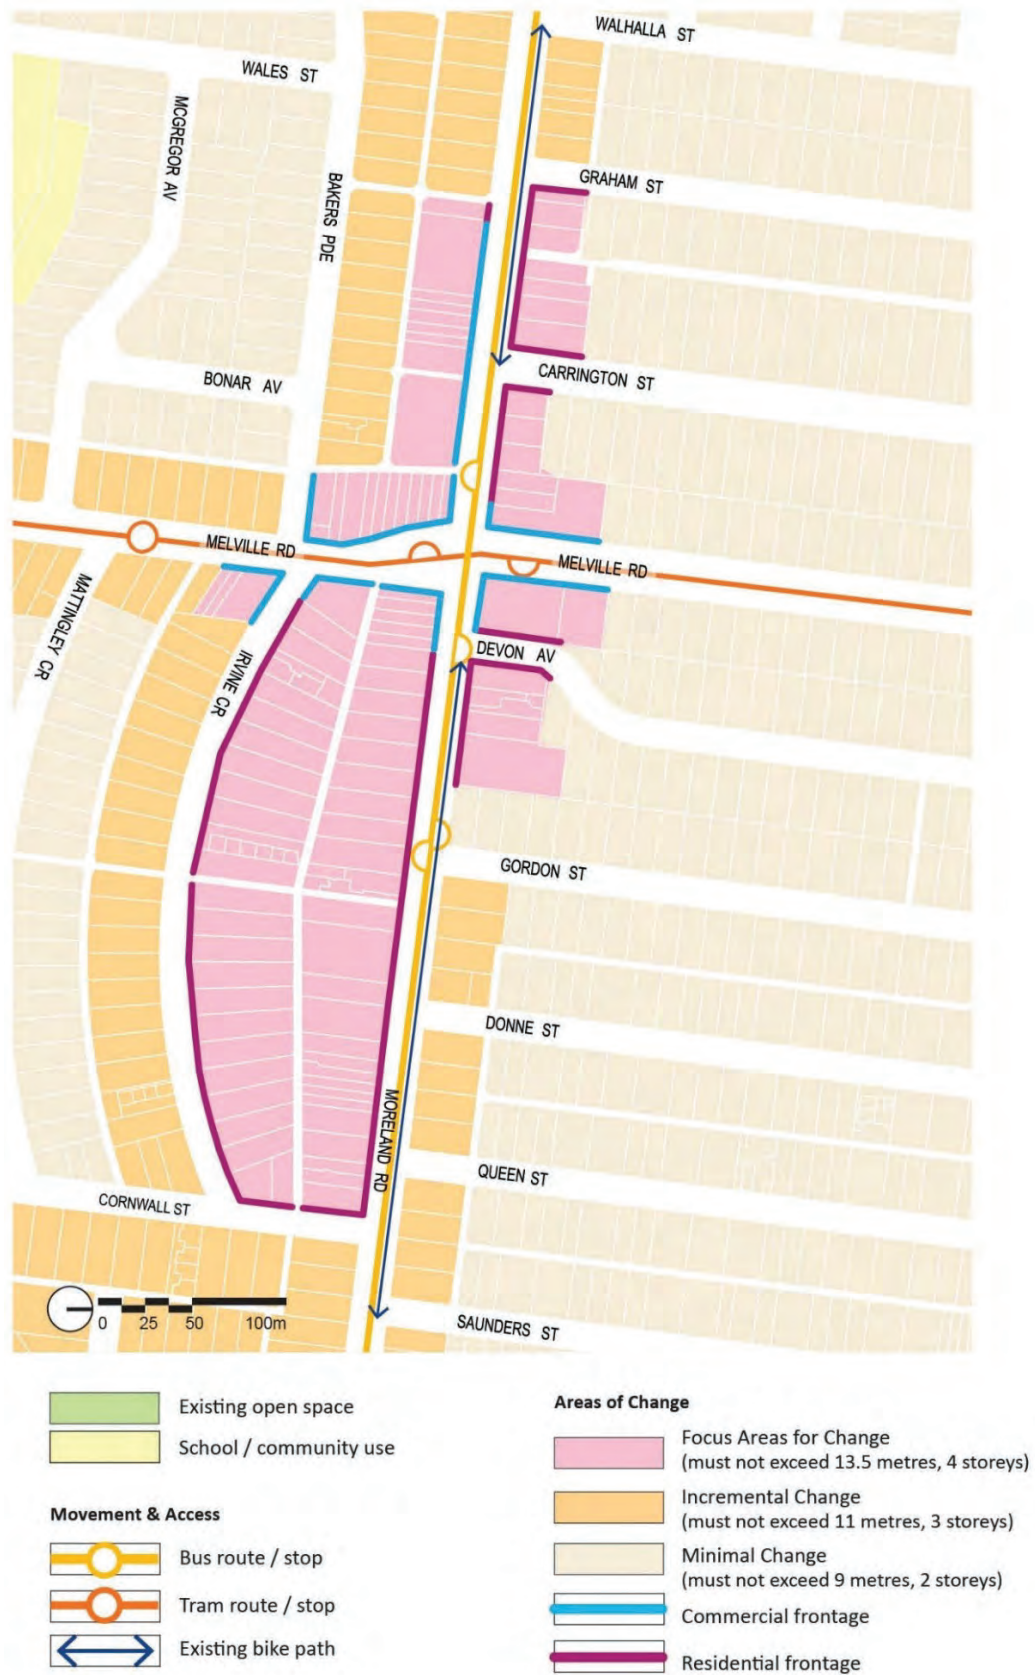 WALHALLA ST
WALES ST
MCGREGOR AV
BAKERS PDE
GRAHAM ST
BONAR AV
CARRINGTON ST
MELVILLE RD
MELVILLE RD
MATTINGLEY CR
IRVINE CR
DEVON AV
GORDON ST
DONNE ST
MORELAND RD
QUEEN ST
CORNWALL ST
SAUNDERS ST
0 25 50 100m
Existing open space
School / community use
Movement & Access
Bus route / stop
Tram route / stop
Existing bike path
Areas of Change
Focus Areas for Change
(must not exceed 13.5 metres, 4 storeys)
Incremental Change
(must not exceed 11 metres, 3 storeys)
Minimal Change
(must not exceed 9 metres, 2 storeys)
Commercial frontage
Residential frontage